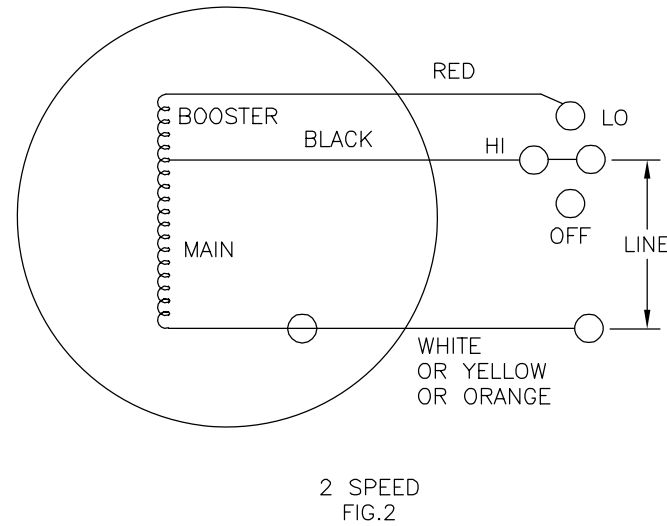 RED
BOOSTER
LO
BLACK
HI
OFF
LINE
MAIN
WHITE
OR YELLOW
OR ORANGE
2 SPEED
FIG.2